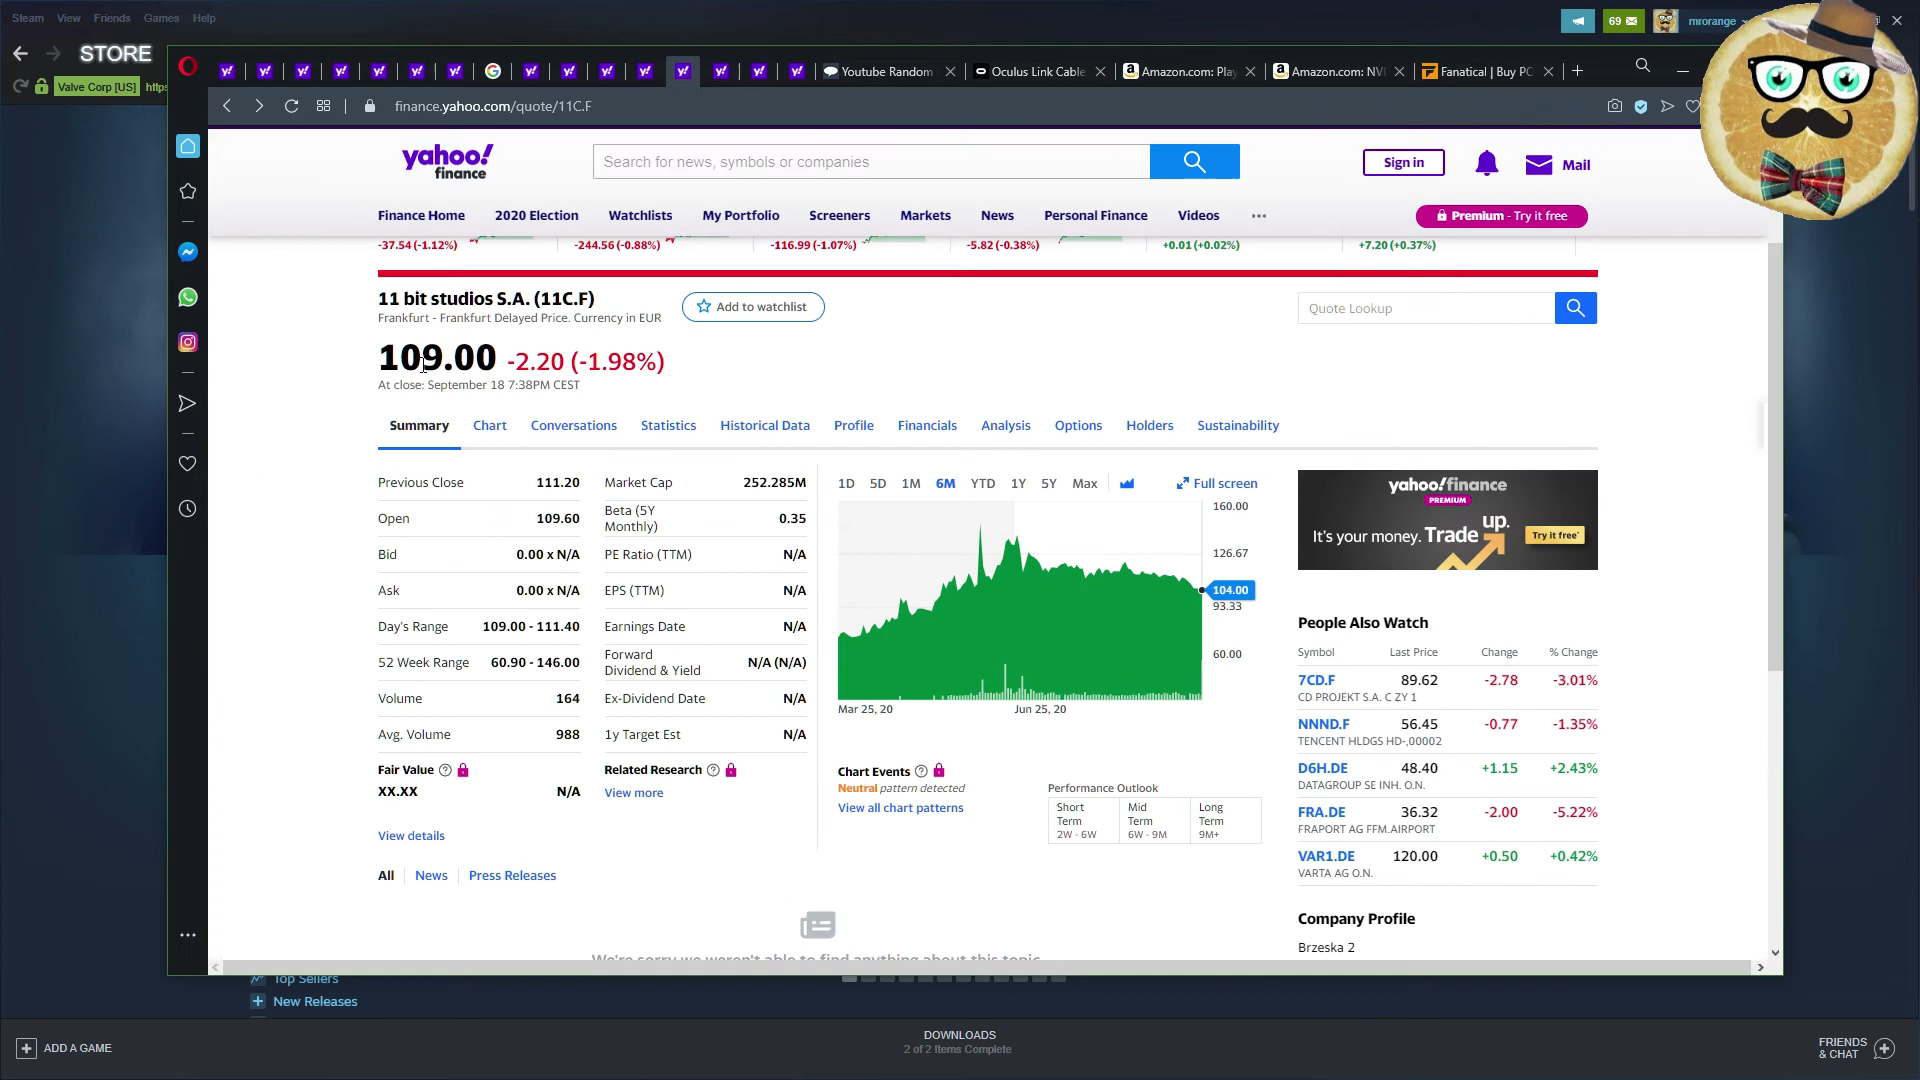 Steam View Friends Games Help
69 mrorange
STORE
Youtube Random
Oculus Link Cable
Amazon.com: Play
Amazon.com: NVI
Fanatical | Buy PC
Valve Corp [US] https
finance.yahoo.com/quote/11C.F
yahoo!
finance
Search for news, symbols or companies
Sign in
Mail
Finance Home 2020 Election Watchlists My Portfolio Screeners Markets News Personal Finance Videos
Premium - Try it free
-37.54 (-1.12%) -244.56 (-0.88%) -116.99 (-1.07%) -5.82 (-0.38%) +0.01 (+0.02%) +7.20 (+0.37%)
11 bit studios S.A. (11C.F)
Frankfurt - Frankfurt Delayed Price. Currency in EUR
Add to watchlist
Quote Lookup
109.00 -2.20 (-1.98%)
At close: September 18 7:38PM CEST
Summary Chart Conversations Statistics Historical Data Profile Financials Analysis Options Holders Sustainability
Previous Close 111.20
Open 109.60
Bid 0.00 x N/A
Ask 0.00 x N/A
Day's Range 109.00 - 111.40
52 Week Range 60.90 - 146.00
Volume 164
Avg. Volume 988
Fair Value
XX.XX N/A
View details
Market Cap 252.285M
Beta (5Y
Monthly) 0.35
PE Ratio (TTM) N/A
EPS (TTM) N/A
Earnings Date N/A
Forward
Dividend & Yield N/A (N/A)
Ex-Dividend Date N/A
1y Target Est N/A
Related Research
View more
1D 5D 1M 6M YTD 1Y 5Y Max Full screen
160.00
126.67
104.00
93.33
60.00
Mar 25, 20 Jun 25, 20
Chart Events
Neutral pattern detected
View all chart patterns
Performance Outlook
Short
Term
2W - 6W
Mid
Term
6W - 9M
Long
Term
9M+
yahoo!finance
PREMIUM
It's your money. Trade up.
Try it free*
People Also Watch
Symbol Last Price Change % Change
7CD.F 89.62 -2.78 -3.01%
CD PROJEKT S.A. C ZY 1
NNND.F 56.45 -0.77 -1.35%
TENCENT HLDGS HD-,00002
D6H.DE 48.40 +1.15 +2.43%
DATAGROUP SE INH. O.N.
FRA.DE 36.32 -2.00 -5.22%
FRAPORT AG FFM.AIRPORT
VAR1.DE 120.00 +0.50 +0.42%
VARTA AG O.N.
Company Profile
Brzeska 2
All News Press Releases
We're sorry we weren't able to find anything about this topic
Top Sellers
New Releases
ADD A GAME
DOWNLOADS
2 of 2 Items Complete
FRIENDS
& CHAT